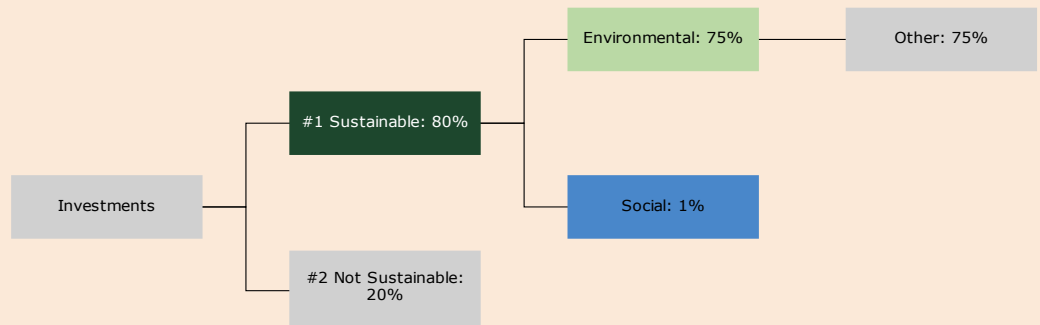 Environmental: 75%
Other: 75%
#1 Sustainable: 80%
Investments
Social: 1%
#2 Not Sustainable:
20%